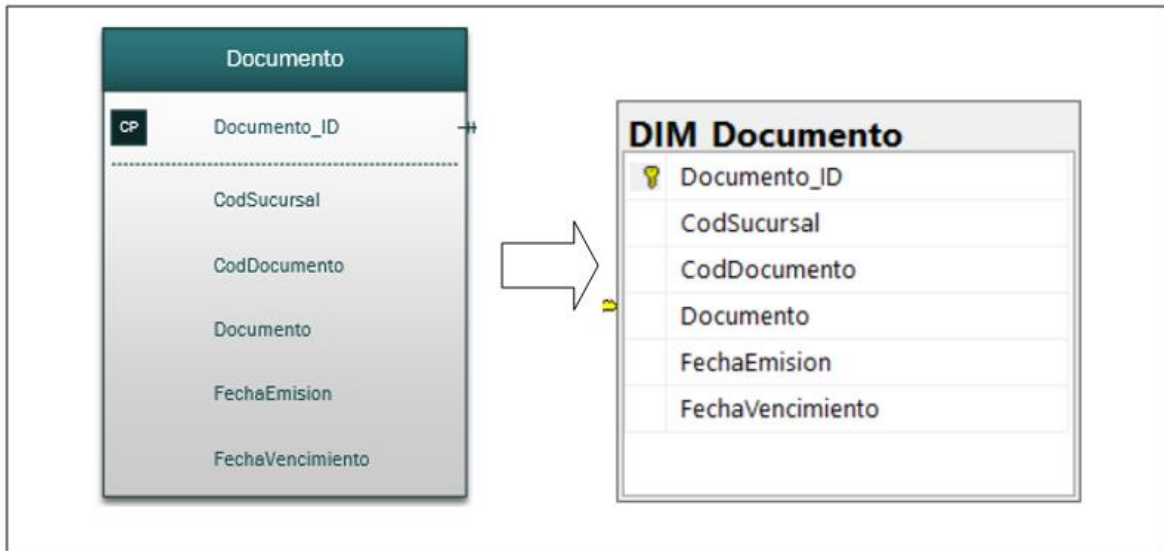 Documento
CP
Documento_ID
CodSucursal
CodDocumento
Documento
FechaEmision
FechaVencimiento
DIM Documento
Documento_ID
CodSucursal
CodDocumento
Documento
FechaEmision
FechaVencimiento